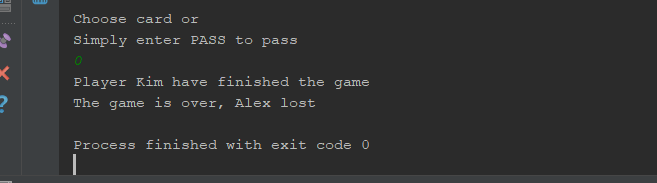 Choose card or
Simply enter PASS to pass
0
Player Kim have finished the game
The game is over, Alex lost
Process finished with exit code 0